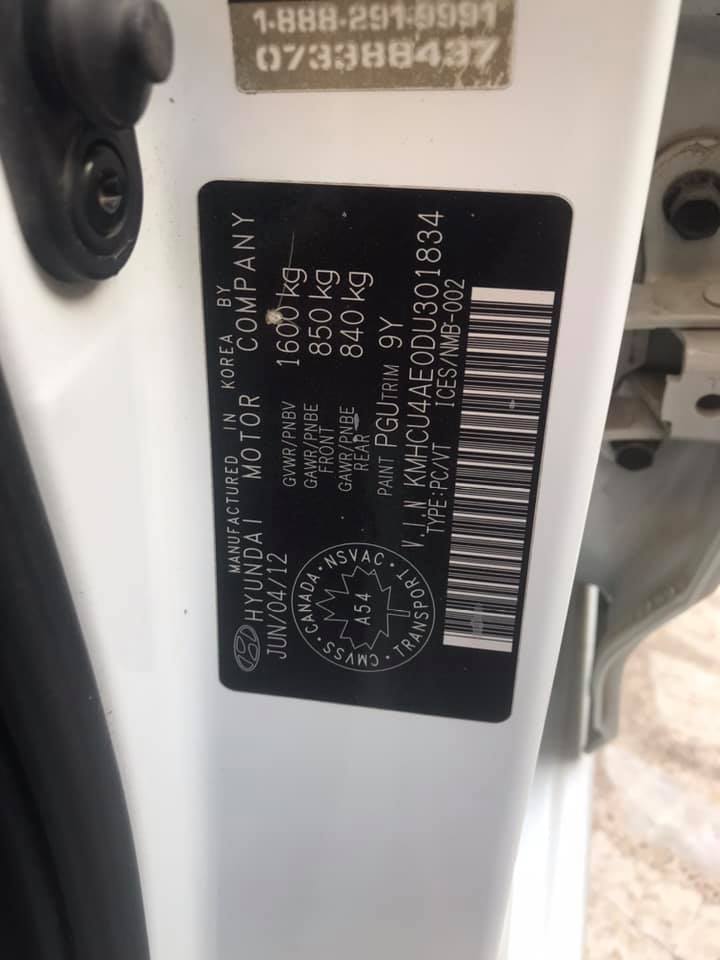 1-888-291-9991
073388437
MANUFACTURED IN KOREA BY
HYUNDAI MOTOR COMPANY
JUN/04/12
GVWR/PNBV 1600 kg
GAWR/PNBE FRONT 850 kg
GAWR/PNBE REAR 840 kg
PAINT PGU TRIM 9Y
V.I.N KMHCU4AE0DU301834
TYPE:PC/VT ICES/NMB-002
CANADA · NSVAC · TRANSPORT · CMVSS ·
A54